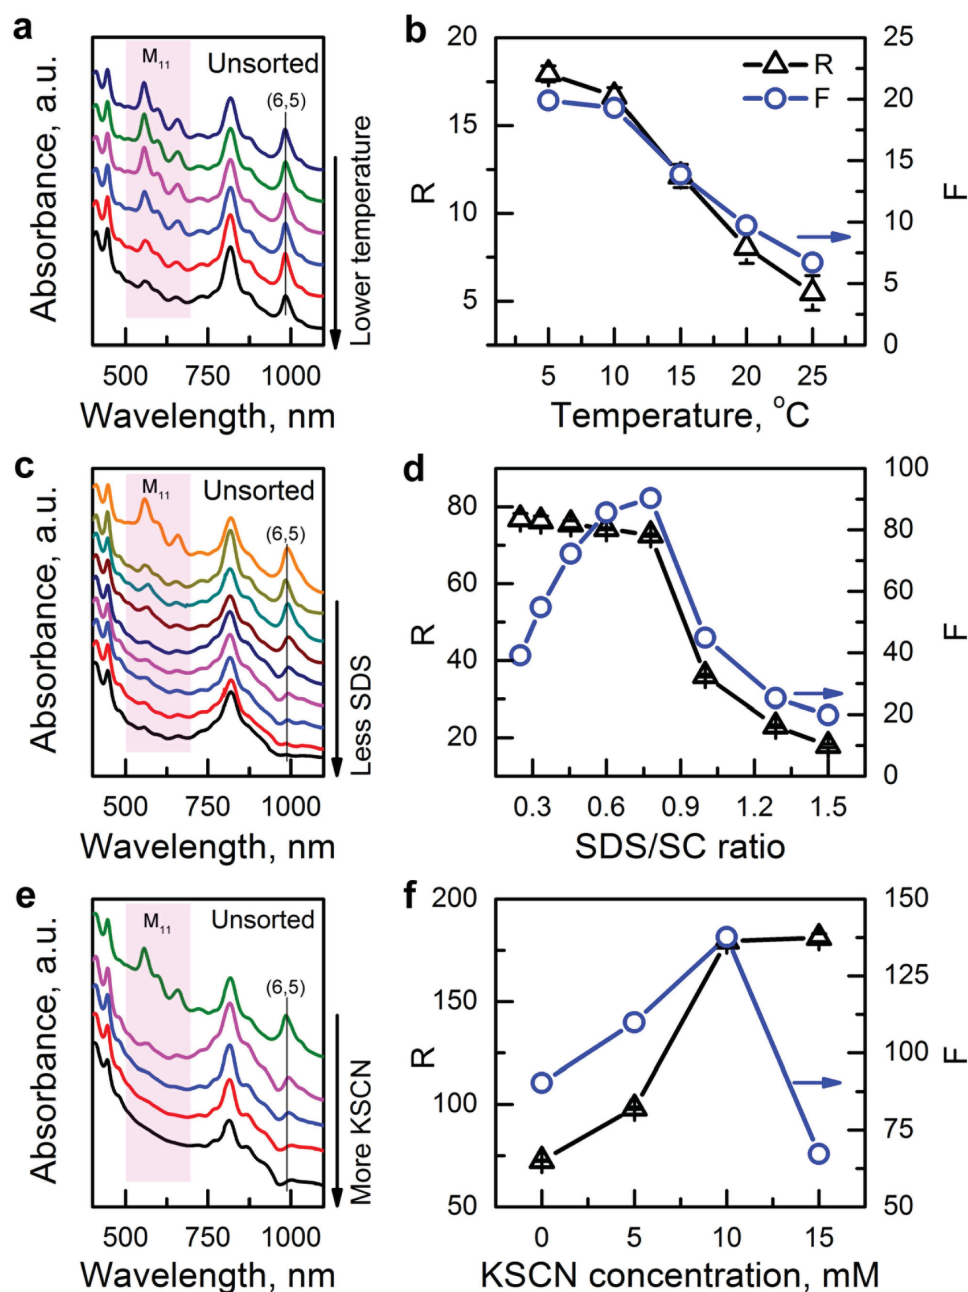 a
Absorbance, a.u.
M11
Unsorted
(6,5)
Lower temperature
500 750 1000
Wavelength, nm
b
20
15
10
5
R
R
F
25
20
15
10
5
0
F
5 10 15 20 25
Temperature, °C
c
Absorbance, a.u.
M11
Unsorted
(6,5)
Less SDS
500 750 1000
Wavelength, nm
d
80
60
40
20
R
100
80
60
40
20
0
F
0.3 0.6 0.9 1.2 1.5
SDS/SC ratio
e
Absorbance, a.u.
M11
Unsorted
(6,5)
More KSCN
500 750 1000
Wavelength, nm
f
200
150
100
50
R
150
125
100
75
50
F
0 5 10 15
KSCN concentration, mM